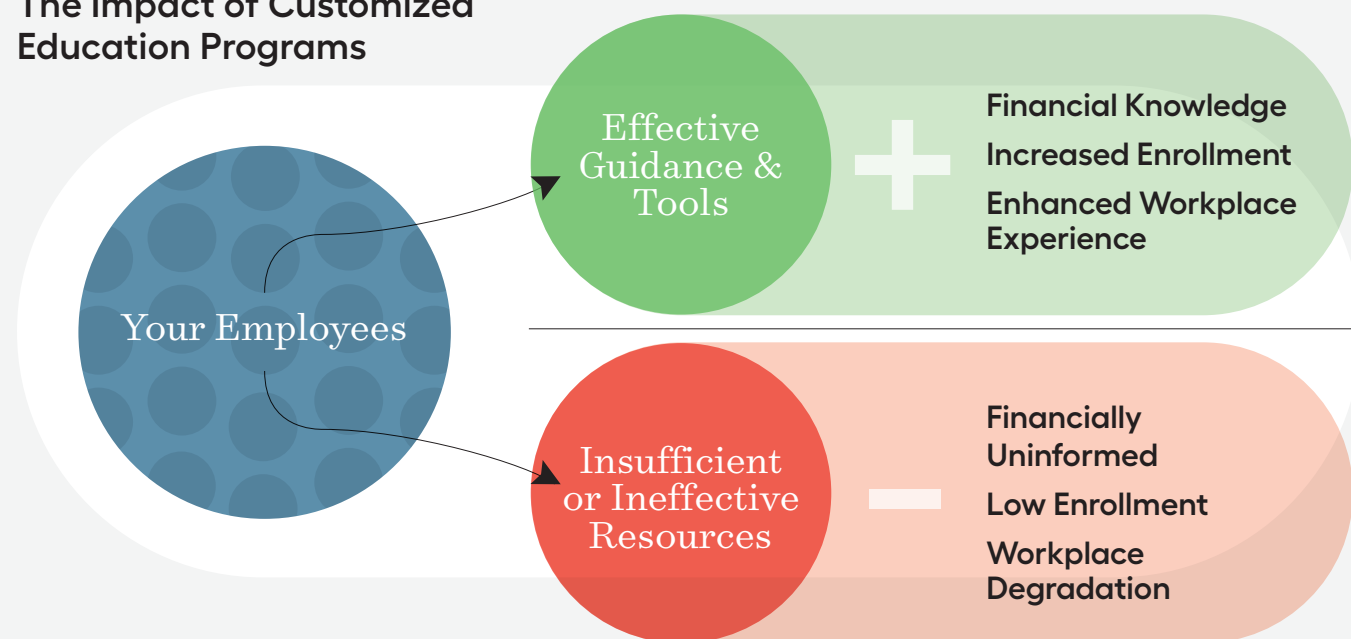 The Impact of Customized
Education Programs
Your Employees
Effective
Guidance &
Tools
Financial Knowledge
Increased Enrollment
Enhanced Workplace
Experience
Insufficient
or Ineffective
Resources
Financially
Uninformed
Low Enrollment
Workplace
Degradation